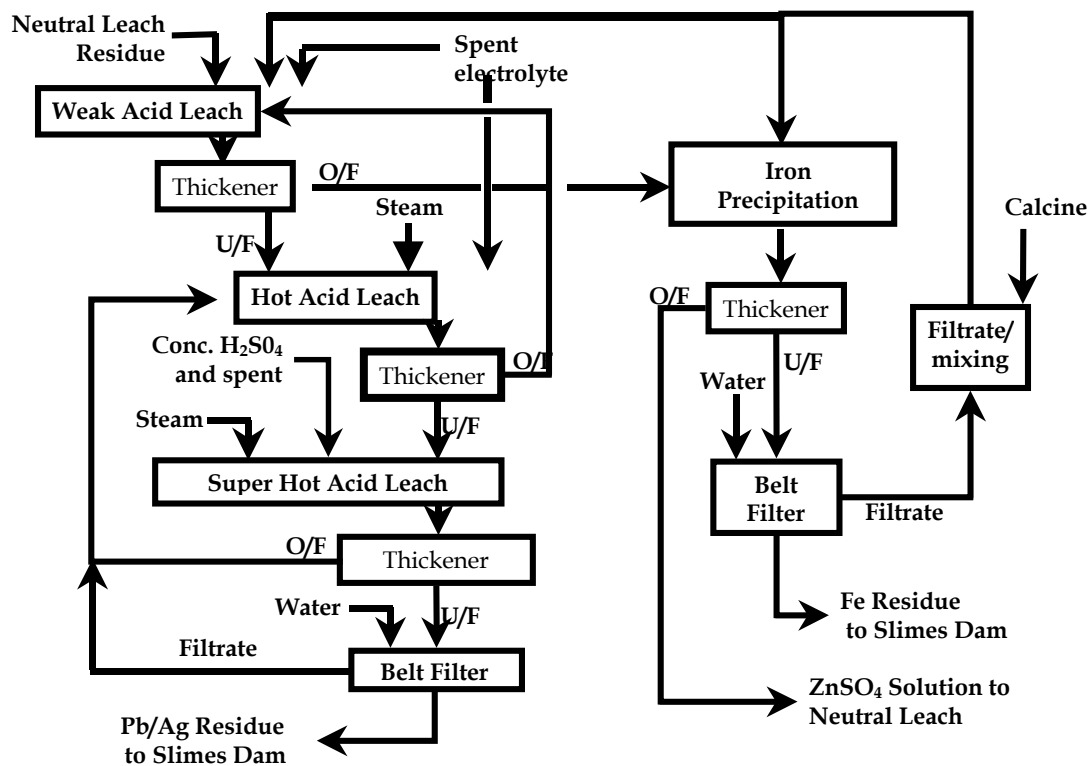 Neutral Leach
Residue
Spent
electrolyte
Weak Acid Leach
Thickener
O/F
Iron
Precipitation
Steam
Calcine
U/F
Hot Acid Leach
O/F
Thickener
Filtrate/
mixing
Conc. H₂S0₄
and spent
Thickener
O/F
U/F
Water
Steam
U/F
Super Hot Acid Leach
Belt
Filter
Filtrate
O/F
Thickener
Water
U/F
Fe Residue
to Slimes Dam
Filtrate
Belt Filter
ZnSO₄ Solution to
Neutral Leach
Pb/Ag Residue
to Slimes Dam